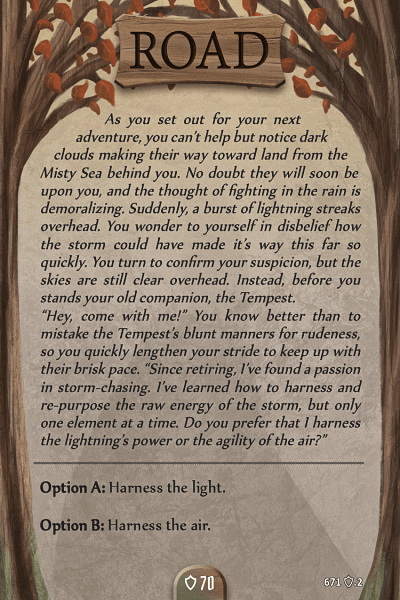 ROAD
As you set out for your next
adventure, you can't help but notice dark
clouds making their way toward land from the
Misty Sea behind you. No doubt they will soon be
upon you, and the thought of fighting in the rain is
demoralizing. Suddenly, a burst of lightning streaks
overhead. You wonder to yourself in disbelief how
the storm could have made it's way this far so
quickly. You turn to confirm your suspicion, but the
skies are still clear overhead. Instead, before you
stands your old companion, the Tempest.
"Hey, come with me!" You know better than to
mistake the Tempest's blunt manners for rudeness,
so you quickly lengthen your stride to keep up with
their brisk pace. "Since retiring, I've found a passion
in storm-chasing. I've learned how to harness and
re-purpose the raw energy of the storm, but only
one element at a time. Do you prefer that I harness
the lightning's power or the agility of the air?"
Option A: Harness the light.
Option B: Harness the air.
70
671 -2